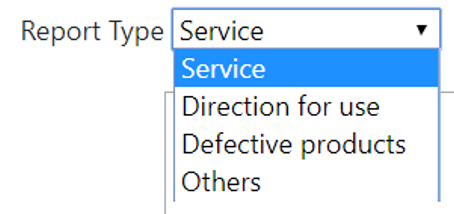 Report Type Service
Service
Direction for use
Defective products
Others